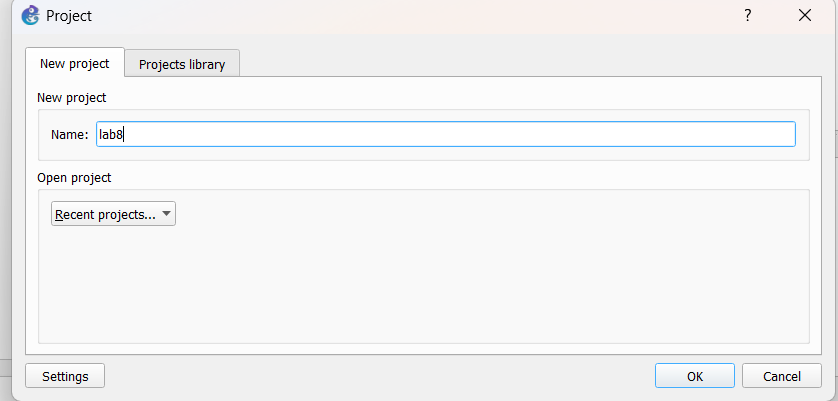 Project ?
New project Projects library
New project
Name: lab8
Open project
Recent projects...
Settings OK Cancel